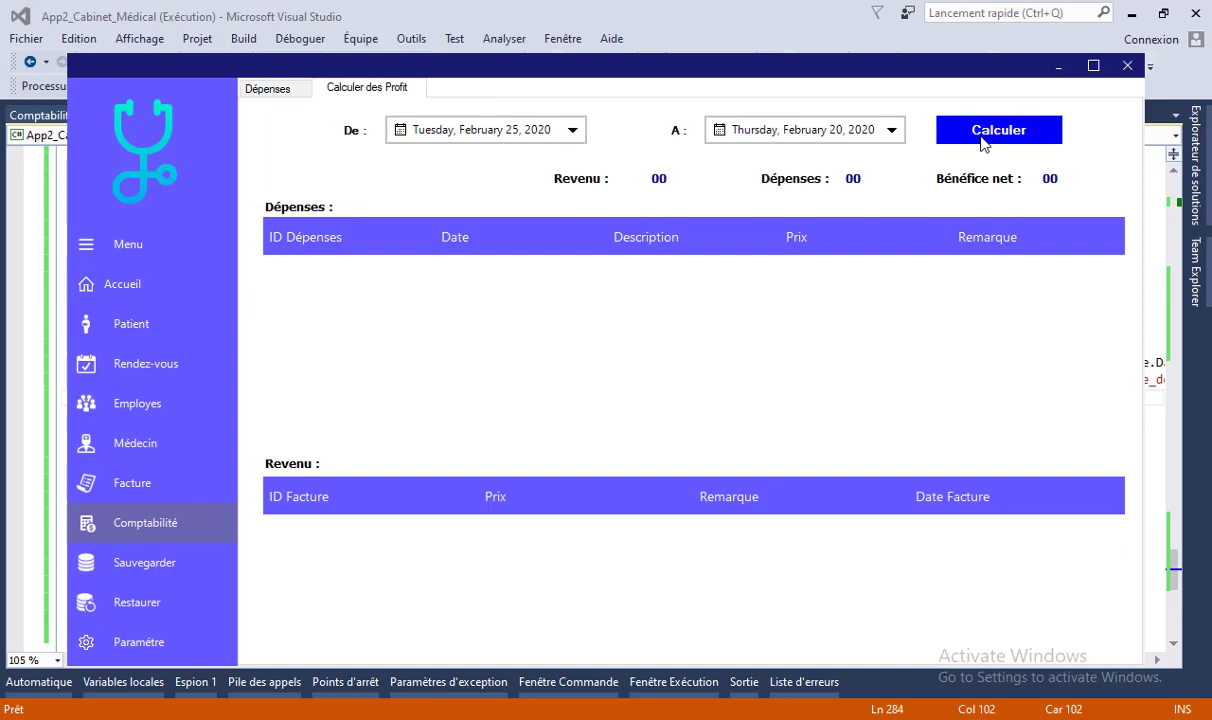 App2_Cabinet_Médical (Exécution) - Microsoft Visual Studio
Lancement rapide (Ctrl+Q)
Fichier Edition Affichage Projet Build Déboguer Équipe Outils Test Analyser Fenêtre Aide
Connexion
Processus
Dépenses
Calculer des Profit
Comptabilit
C# App2_Ca
De :
Tuesday, February 25, 2020
A :
Thursday, February 20, 2020
Calculer
Revenu : 00
Dépenses : 00
Bénéfice net : 00
Dépenses :
ID Dépenses Date Description Prix Remarque
Revenu :
ID Facture Prix Remarque Date Facture
Menu
Accueil
Patient
Rendez-vous
Employes
Médecin
Facture
Comptabilité
Sauvegarder
Restaurer
Paramétre
Explorateur de solutions
Team Explorer
e.D
e_de
105 %
Activate Windows
Go to Settings to activate Windows.
Automatique Variables locales Espion 1 Pile des appels Points d'arrêt Paramètres d'exception Fenêtre Commande Fenêtre Exécution Sortie Liste d'erreurs
Prêt
Ln 284 Col 102 Car 102 INS